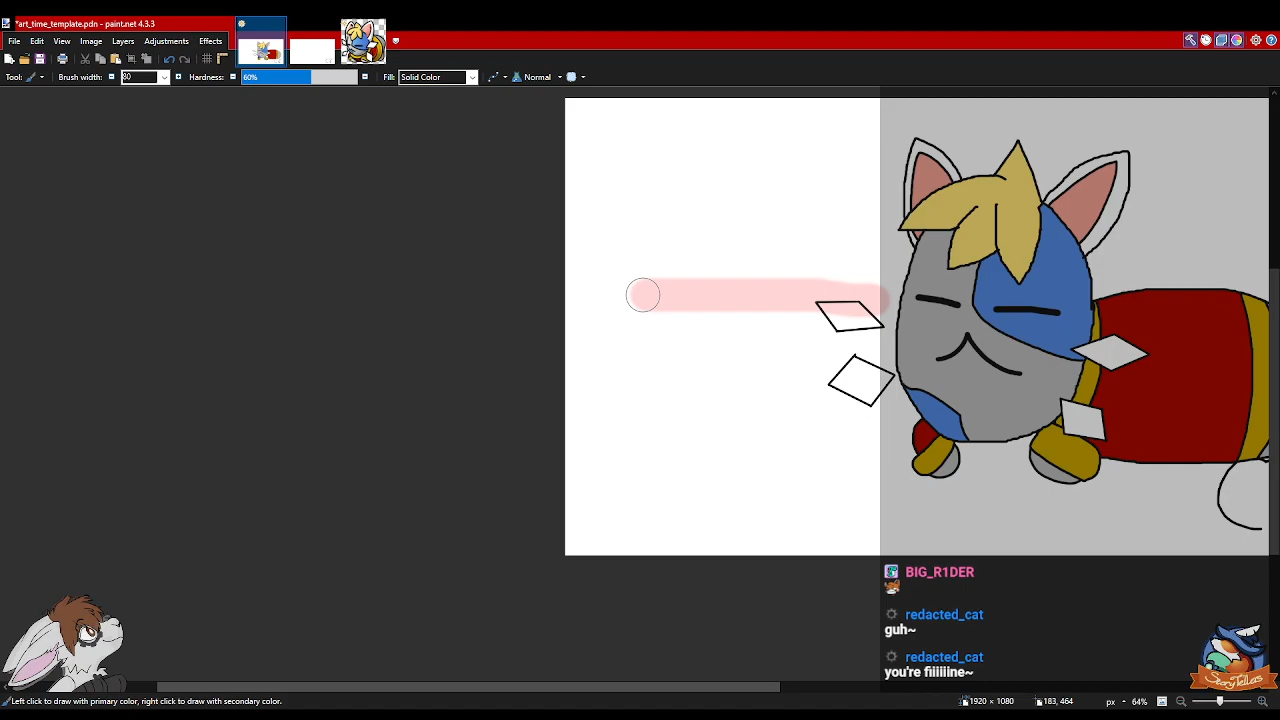 *art_time_template.pdn - paint.net 4.3.3
File Edit View Image Layers Adjustments Effects
Tool: Brush width: 80 Hardness: 60% Fill: Solid Color Normal
BIG_R1DER
redacted_cat
guh~
redacted_cat
you're fiiiiiine~
StoryTellers
Left click to draw with primary color, right click to draw with secondary color. 1920 × 1080 183, 464 px 64%